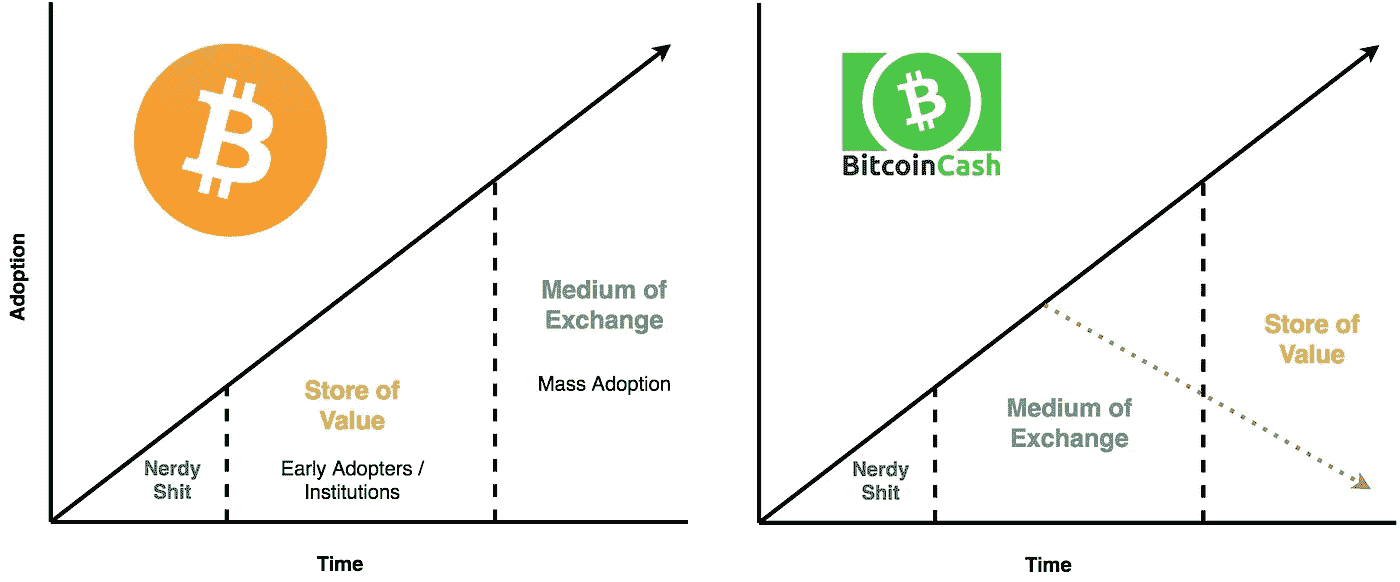 Adoption
Nerdy
Shit
Store of
Value
Early Adopters /
Institutions
Medium of
Exchange
Mass Adoption
Time
BitcoinCash
Nerdy
Shit
Medium of
Exchange
Store of
Value
Time